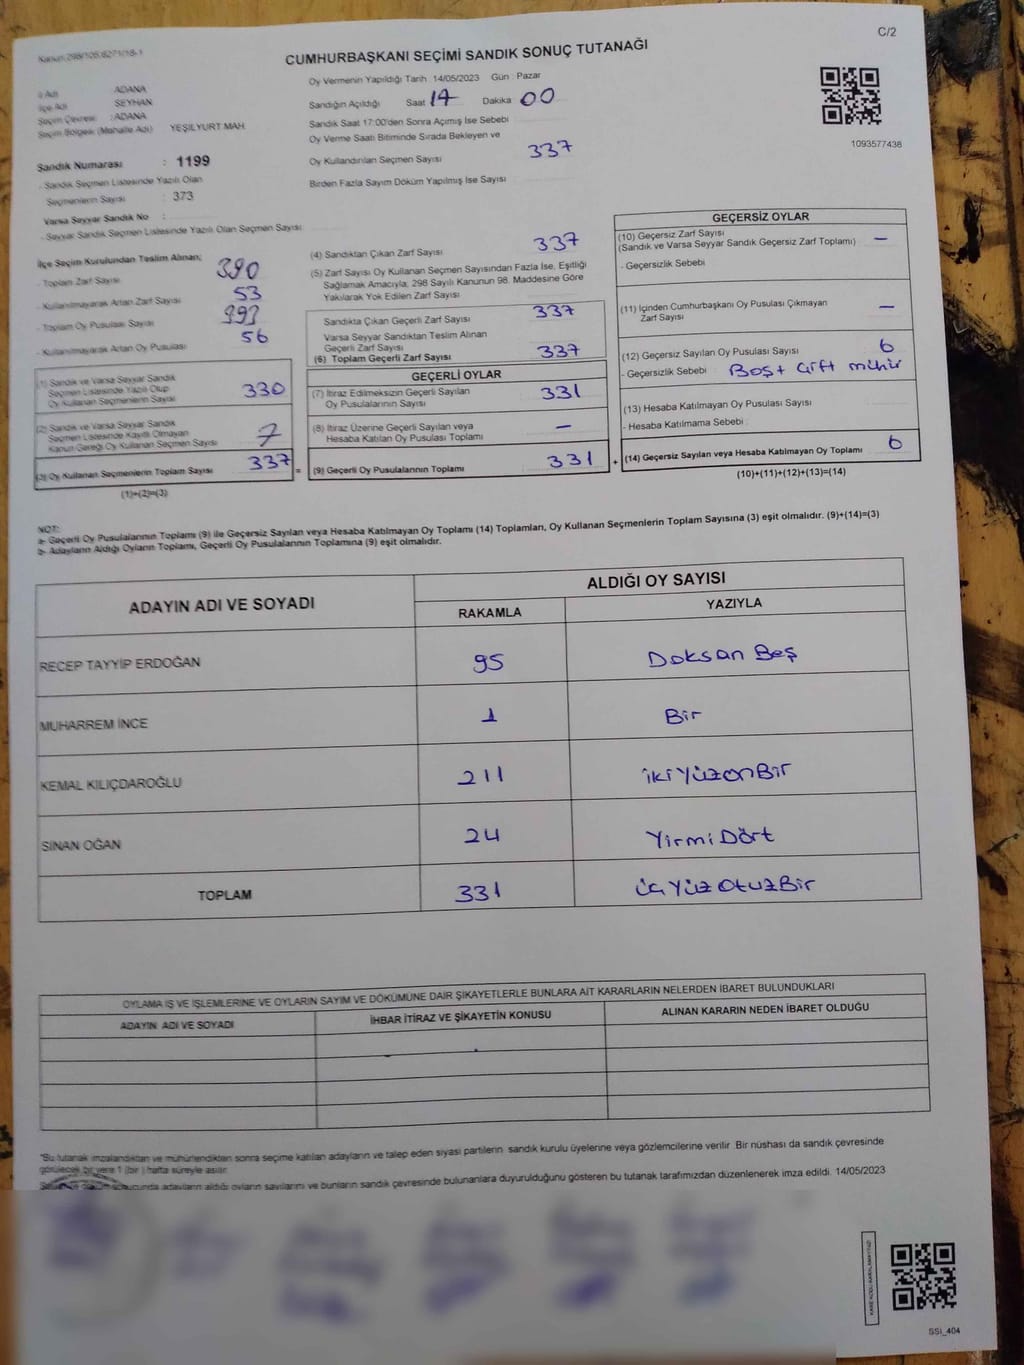 Kanun:298/105,6271/18-1
C/2
CUMHURBAŞKANI SEÇİMİ SANDIK SONUÇ TUTANAĞI
İl Adı ADANA
İlçe Adı SEYHAN
Seçim Çevresi : ADANA
Seçim Bölgesi (Mahalle Adı) YEŞİLYURT MAH.
Oy Vermenin Yapıldığı Tarih : 14/05/2023 Gün : Pazar
Sandığın Açıldığı Saat 17 Dakika 00
Sandık Saat 17:00'den Sonra Açımış İse Sebebi
Oy Verme Saati Bitiminde Sırada Bekleyen ve
Oy Kullandırılan Seçmen Sayısı 337
Birden Fazla Sayım Döküm Yapılmış İse Sayısı
1093577438
Sandık Numarası : 1199
- Sandık Seçmen Listesinde Yazılı Olan
Seçmenlerin Sayısı : 373
Varsa Seyyar Sandık No :
- Seyyar Sandık Seçmen Listesinde Yazılı Olan Seçmen Sayısı
İlçe Seçim Kurulundan Teslim Alınan;
- Toplam Zarf Sayısı 390
- Kullanılmayarak Artan Zarf Sayısı 53
- Toplam Oy Pusulası Sayısı 393
- Kullanılmayarak Artan Oy Pusulası 56
(1) Sandık ve Varsa Seyyar Sandık
Seçmen Listesinde Yazılı Olup
Oy Kullanan Seçmenlerin Sayısı 330
(2) Sandık ve Varsa Seyyar Sandık
Seçmen Listesinde Kayıtlı Olmayan
Kanun Gereği Oy Kullanan Seçmen Sayısı 7
(3) Oy Kullanan Seçmenlerin Toplam Sayısı 337 =
(1)+(2)=(3)
(4) Sandıktan Çıkan Zarf Sayısı 337
(5) Zarf Sayısı Oy Kullanan Seçmen Sayısından Fazla İse, Eşitliği
Sağlamak Amacıyla; 298 Sayılı Kanunun 98. Maddesine Göre
Yakılarak Yok Edilen Zarf Sayısı
Sandıkta Çıkan Geçerli Zarf Sayısı 337
Varsa Seyyar Sandıktan Teslim Alınan
Geçerli Zarf Sayısı
(6) Toplam Geçerli Zarf Sayısı 337
GEÇERLİ OYLAR
(7) İtiraz Edilmeksizin Geçerli Sayılan
Oy Pusulalarının Sayısı 331
(8) İtiraz Üzerine Geçerli Sayılan veya
Hesaba Katılan Oy Pusulası Toplamı —
(9) Geçerli Oy Pusulalarının Toplamı 331 +
GEÇERSİZ OYLAR
(10) Geçersiz Zarf Sayısı —
(Sandık ve Varsa Seyyar Sandık Geçersiz Zarf Toplamı)
- Geçersizlik Sebebi
(11) İçinden Cumhurbaşkanı Oy Pusulası Çıkmayan
Zarf Sayısı —
(12) Geçersiz Sayılan Oy Pusulası Sayısı 6
- Geçersizlik Sebebi Boş + Çift mühür
(13) Hesaba Katılmayan Oy Pusulası Sayısı
- Hesaba Katılmama Sebebi
(14) Geçersiz Sayılan veya Hesaba Katılmayan Oy Toplamı 6
(10)+(11)+(12)+(13)=(14)
NOT:
a- Geçerli Oy Pusulalarının Toplamı (9) ile Geçersiz Sayılan veya Hesaba Katılmayan Oy Toplamı (14) Toplamları, Oy Kullanan Seçmenlerin Toplam Sayısına (3) eşit olmalıdır. (9)+(14)=(3)
b- Adayların Aldığı Oyların Toplamı, Geçerli Oy Pusulalarının Toplamına (9) eşit olmalıdır.
ADAYIN ADI VE SOYADI
ALDIĞI OY SAYISI
RAKAMLA YAZIYLA
RECEP TAYYİP ERDOĞAN 95 Doksan Beş
MUHARREM İNCE 1 Bir
KEMAL KILIÇDAROĞLU 211 ikiYüzonBir
SİNAN OĞAN 24 YirmiDört
TOPLAM 331 üçYüzOtuzBir
OYLAMA İŞ VE İŞLEMLERİNE VE OYLARIN SAYIM VE DÖKÜMÜNE DAİR ŞİKAYETLERLE BUNLARA AİT KARARLARIN NELERDEN İBARET BULUNDUKLARI
ADAYIN ADI VE SOYADI İHBAR İTİRAZ VE ŞİKAYETİN KONUSU ALINAN KARARIN NEDEN İBARET OLDUĞU
*Bu tutanak imzalandıktan ve mühürlendikten sonra seçime katılan adayların ve talep eden siyasi partilerin sandık kurulu üyelerine veya gözlemcilerine verilir. Bir nüshası da sandık çevresinde
görülecek bir yere 1 (bir) hafta süreyle asılır.
adayların aldığı oyların sayılarını ve bunların sandık çevresinde bulunanlara duyurulduğunu gösteren bu tutanak tarafımızdan düzenlenerek imza edildi. 14/05/2023
SSI_404